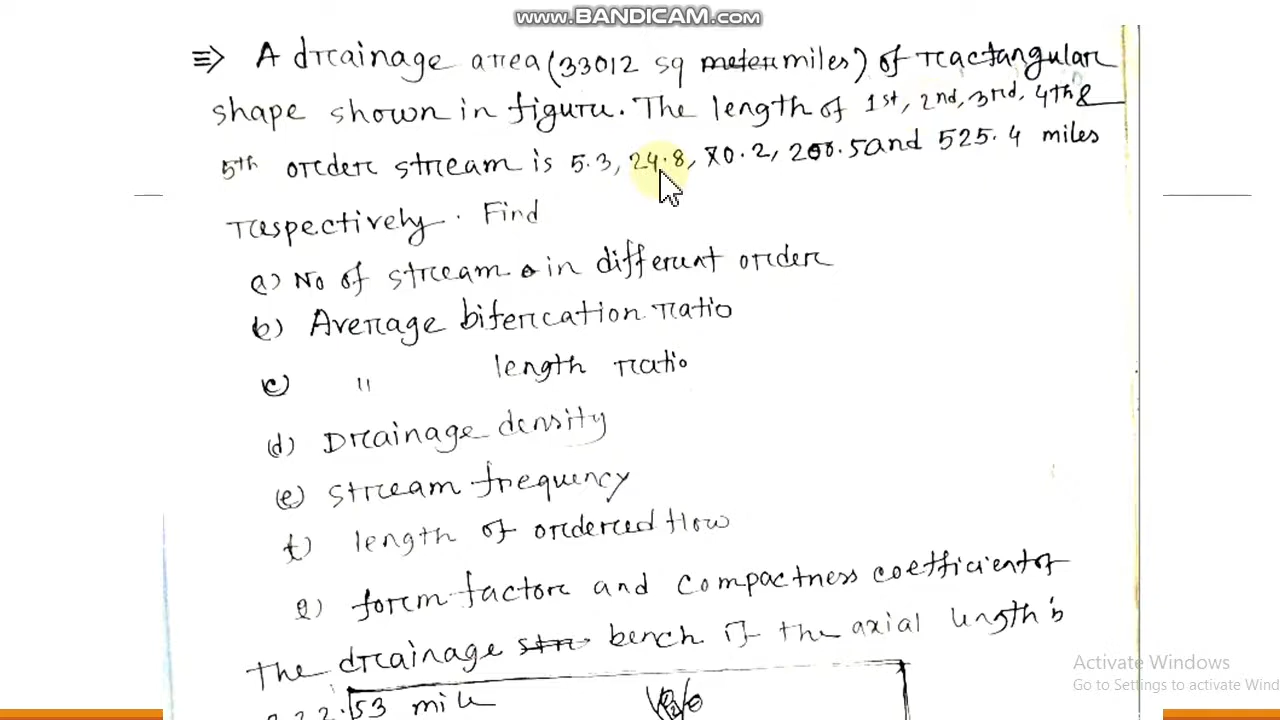 www.BANDICAM.com
⇒ A drainage area (33012 sq meter miles) of ractangular
shape shown in figure. The length of 1st, 2nd, 3rd, 4th &
5th order stream is 5.3, 24.8, 80.2, 200.5 and 525.4 miles
respectively. Find
a) No of stream in different order
b) Average bifercation ratio
c) " length ratio
(d) Drainage density
(e) stream frequency
f) length of ordered flow
g) form factor and compactness coefficient of
the drainage bench if the axial length is
222.53 mile
Activate Windows
Go to Settings to activate Wind